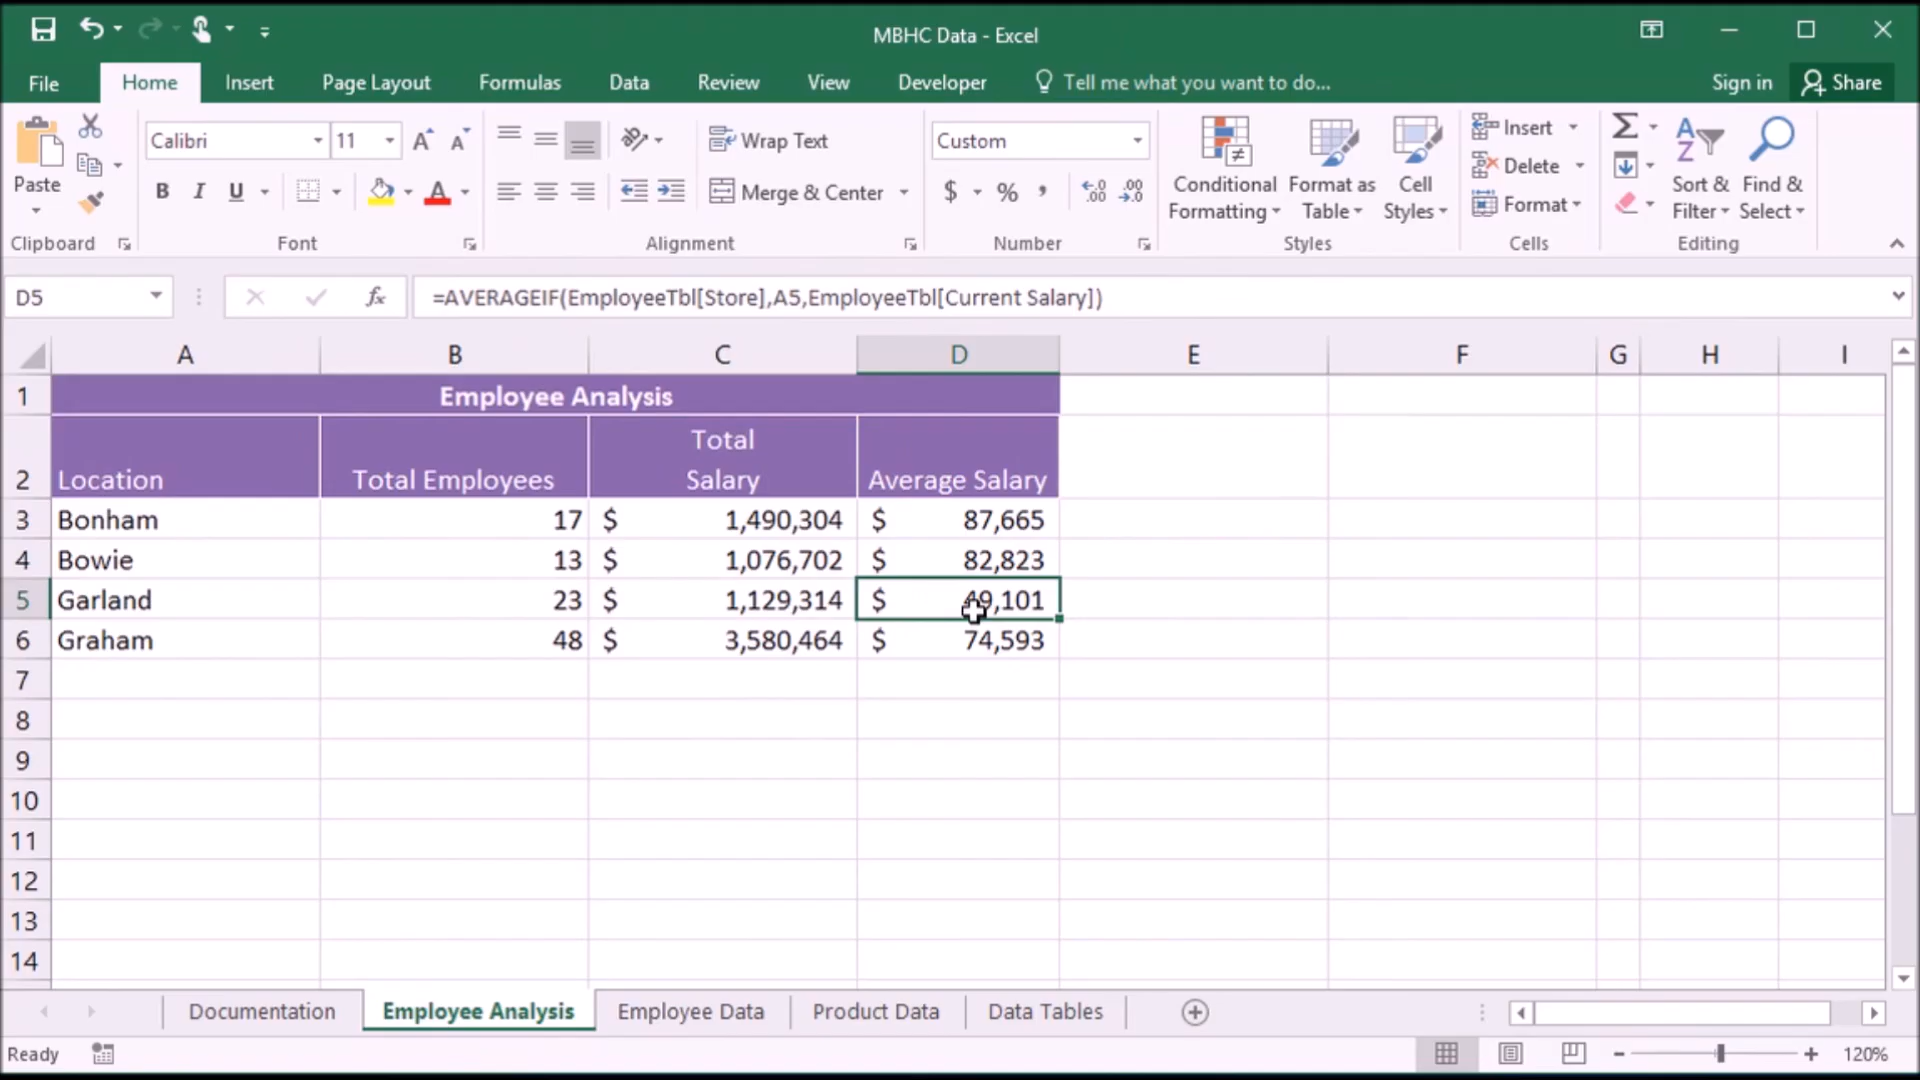 MBHC Data - Excel
File Home Insert Page Layout Formulas Data Review View Developer Tell me what you want to do... Sign in Share
Paste
Clipboard
Calibri 11
B I U A
Font
Wrap Text
Merge & Center
Alignment
Custom
$ % , .00
Number
Conditional Formatting
Format as Table
Cell Styles
Styles
Insert
Delete
Format
Cells
Sort & Filter
Find & Select
Editing
D5 fx =AVERAGEIF(EmployeeTbl[Store],A5,EmployeeTbl[Current Salary])
A B C D E F G H I
1 Employee Analysis
2 Location Total Employees Total Salary Average Salary
3 Bonham 17 $ 1,490,304 $ 87,665
4 Bowie 13 $ 1,076,702 $ 82,823
5 Garland 23 $ 1,129,314 $ 49,101
6 Graham 48 $ 3,580,464 $ 74,593
7
8
9
10
11
12
13
14
Documentation Employee Analysis Employee Data Product Data Data Tables
Ready 120%